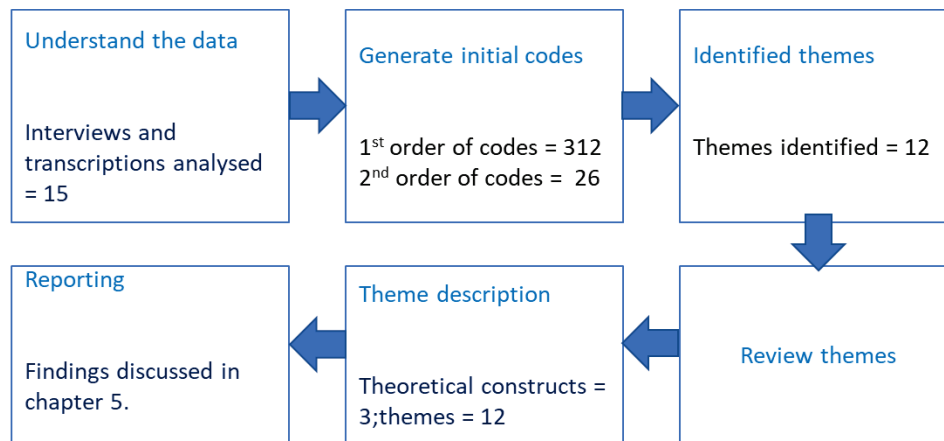 Understand the data
Interviews and
transcriptions analysed
= 15
Generate initial codes
1st order of codes = 312
2nd order of codes =  26
Identified themes
Themes identified = 12
Review themes
Theme description
Theoretical constructs =
3;themes = 12
Reporting
Findings discussed in
chapter 5.